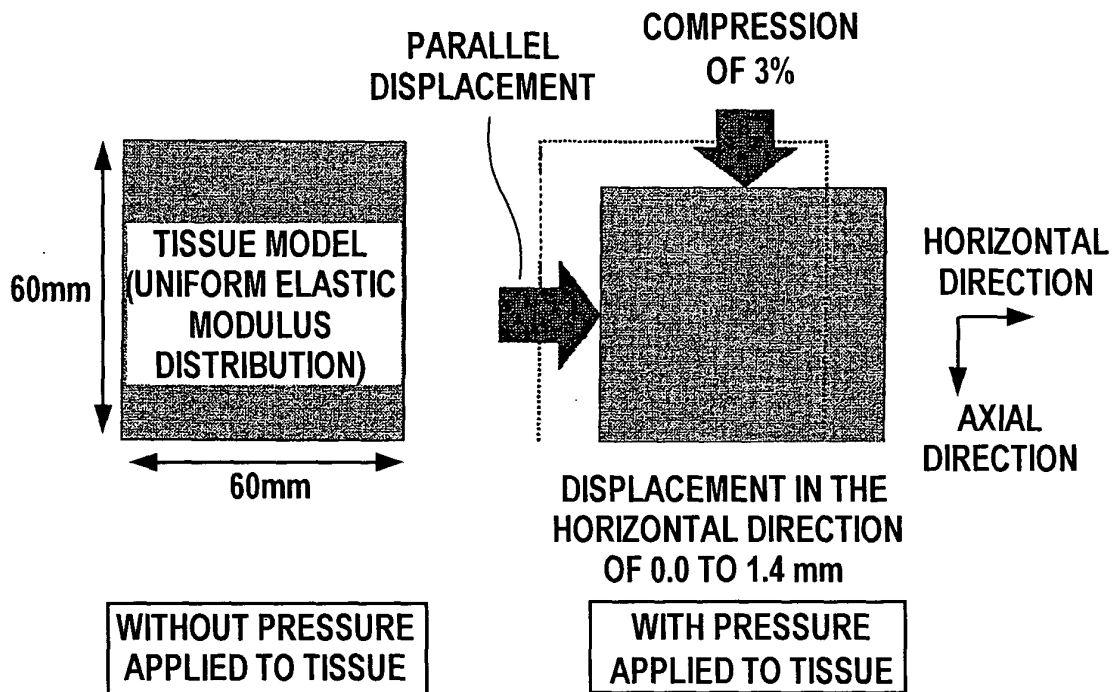 PARALLEL
DISPLACEMENT
COMPRESSION
OF 3%
60mm
TISSUE MODEL
(UNIFORM ELASTIC
MODULUS
DISTRIBUTION)
60mm
HORIZONTAL
DIRECTION
AXIAL
DIRECTION
DISPLACEMENT IN THE
HORIZONTAL DIRECTION
OF 0.0 TO 1.4 mm
WITHOUT PRESSURE
APPLIED TO TISSUE
WITH PRESSURE
APPLIED TO TISSUE